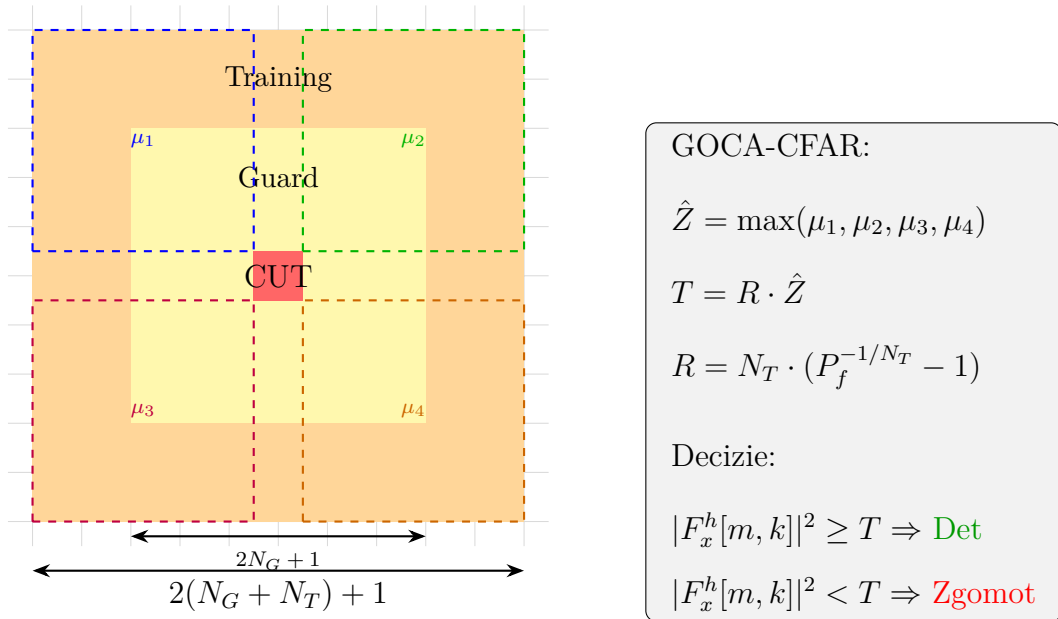 Training
μ₁
μ₂
Guard
CUT
μ₃
μ₄
2N_G + 1
2(N_G + N_T) + 1
GOCA-CFAR:
Ẑ = max(μ₁, μ₂, μ₃, μ₄)
T = R · Ẑ
R = N_T · (P_f^{-1/N_T} − 1)
Decizie:
|F_x^h[m, k]|² ≥ T ⇒ Det
|F_x^h[m, k]|² < T ⇒ Zgomot